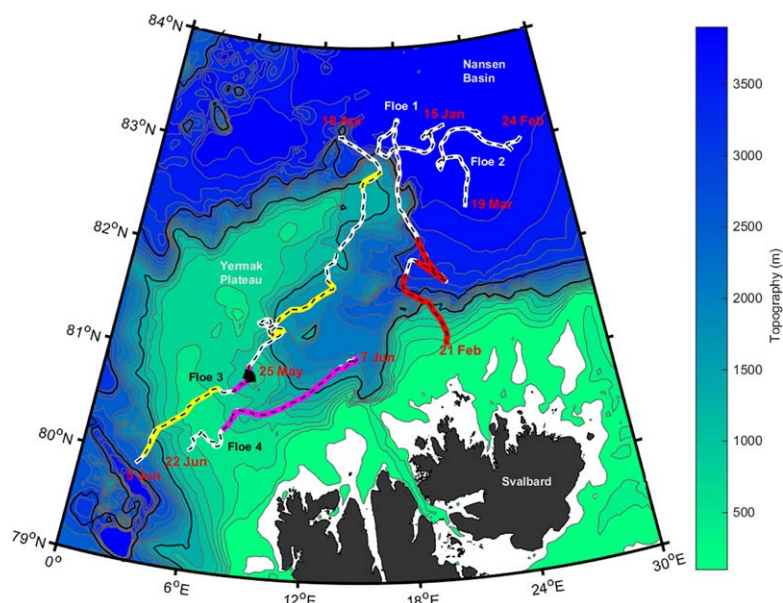 84°N
83°N
82°N
81°N
80°N
79°N
0°
6°E
12°E
18°E
24°E
30°E
Nansen
Basin
Floe 1
15 Jan
24 Feb
18 Apr
Floe 2
19 Mar
Yermak
Plateau
21 Feb
7 Jun
Floe 3
25 May
Floe 4
22 Jun
5 Jun
Svalbard
3500
3000
2500
2000
1500
1000
500
Topography (m)